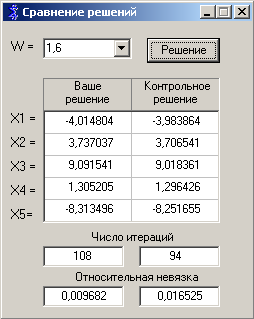 Сравнение решений
W = 1,6 Решение
Ваше решение Контрольное решение
X1 = -4,014804 -3,983864
X2 = 3,737037 3,706541
X3 = 9,091541 9,018361
X4 = 1,305205 1,296426
X5= -8,313496 -8,251655
Число итераций
108 94
Относительная невязка
0,009682 0,016525